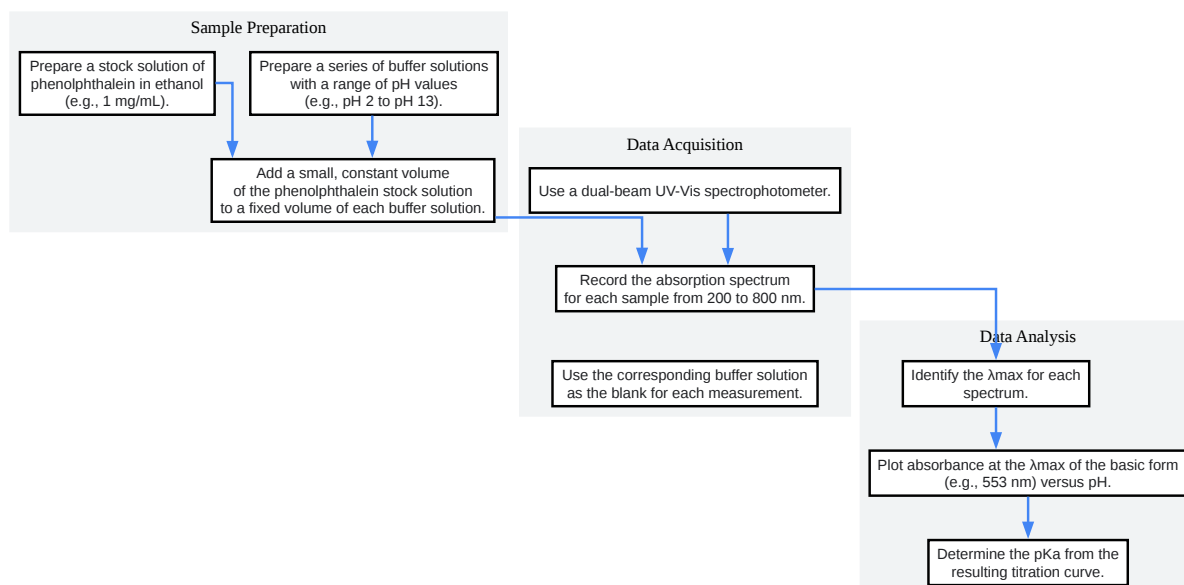 Sample Preparation
Prepare a stock solution of
phenolphthalein in ethanol
(e.g., 1 mg/mL).
Prepare a series of buffer solutions
with a range of pH values
(e.g., pH 2 to pH 13).
Add a small, constant volume
of the phenolphthalein stock solution
to a fixed volume of each buffer solution.
Data Acquisition
Use a dual-beam UV-Vis spectrophotometer.
Record the absorption spectrum
for each sample from 200 to 800 nm.
Use the corresponding buffer solution
as the blank for each measurement.
Data Analysis
Identify the λmax for each
spectrum.
Plot absorbance at the λmax of the basic form
(e.g., 553 nm) versus pH.
Determine the pKa from the
resulting titration curve.